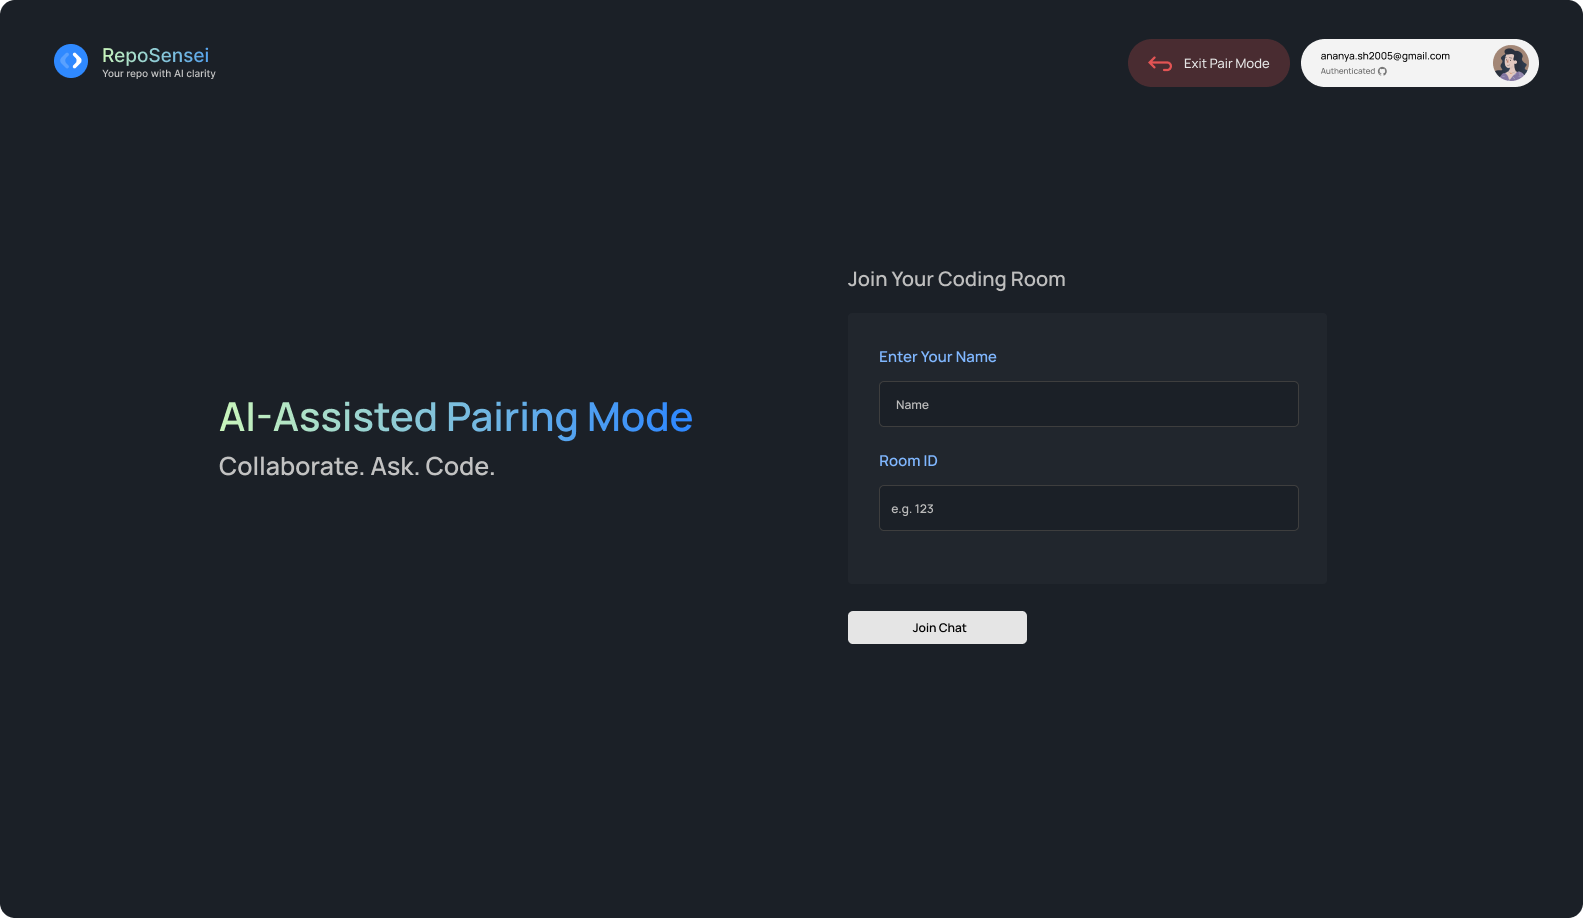 RepoSensei
Your repo with AI clarity
Exit Pair Mode
ananya.sh2005@gmail.com
Authenticated
AI-Assisted Pairing Mode
Collaborate. Ask. Code.
Join Your Coding Room
Enter Your Name
Name
Room ID
e.g. 123
Join Chat